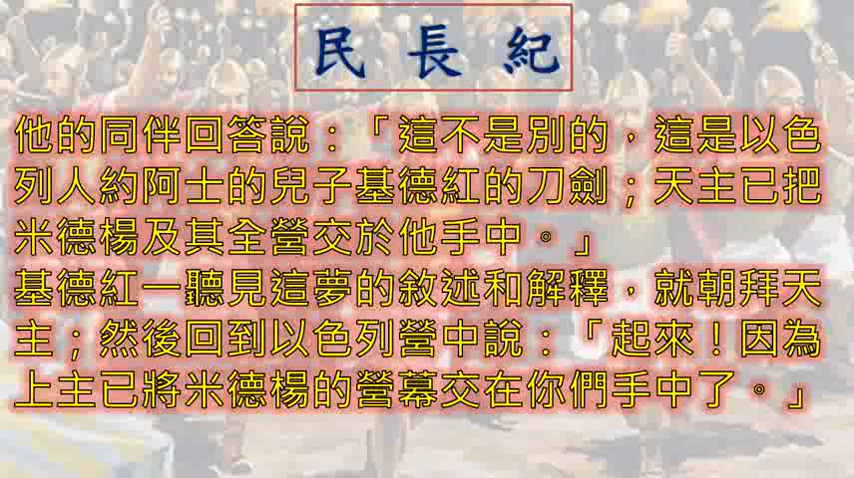 民長紀
他的同伴回答說：「這不是別的，這是以色
列人約阿士的兒子基德紅的刀劍；天主已把
米德楊及其全營交於他手中。」
基德紅一聽見這夢的敘述和解釋，就朝拜天
主；然後回到以色列營中說：「起來！因為
上主已將米德楊的營幕交在你們手中了。」